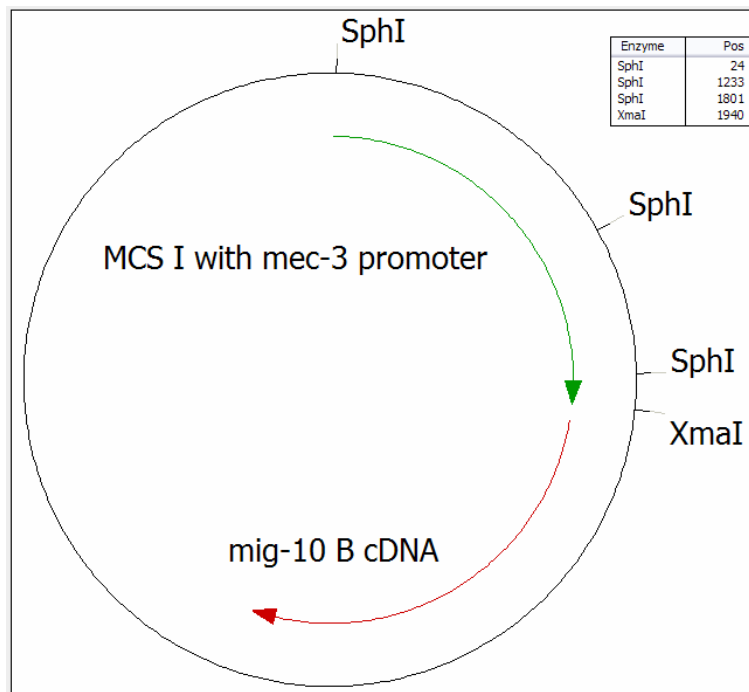 SphI
Enzyme Pos
SphI 24
SphI 1233
SphI 1801
XmaI 1940
SphI
MCS I with mec-3 promoter
SphI
XmaI
mig-10 B cDNA